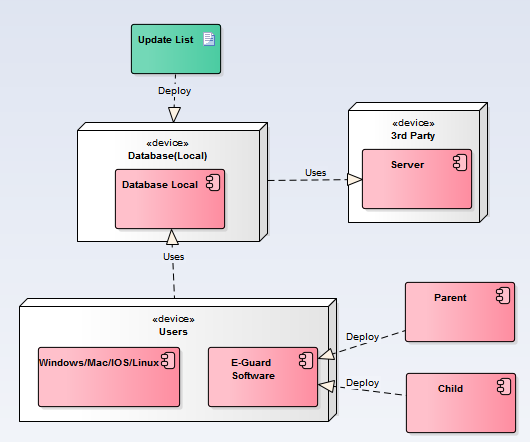 Update List
Deploy
«device»
Database(Local)
Database Local
«device»
3rd Party
Server
Uses
Uses
«device»
Users
Windows/Mac/IOS/Linux
E-Guard
Software
Parent
Deploy
Deploy
Child